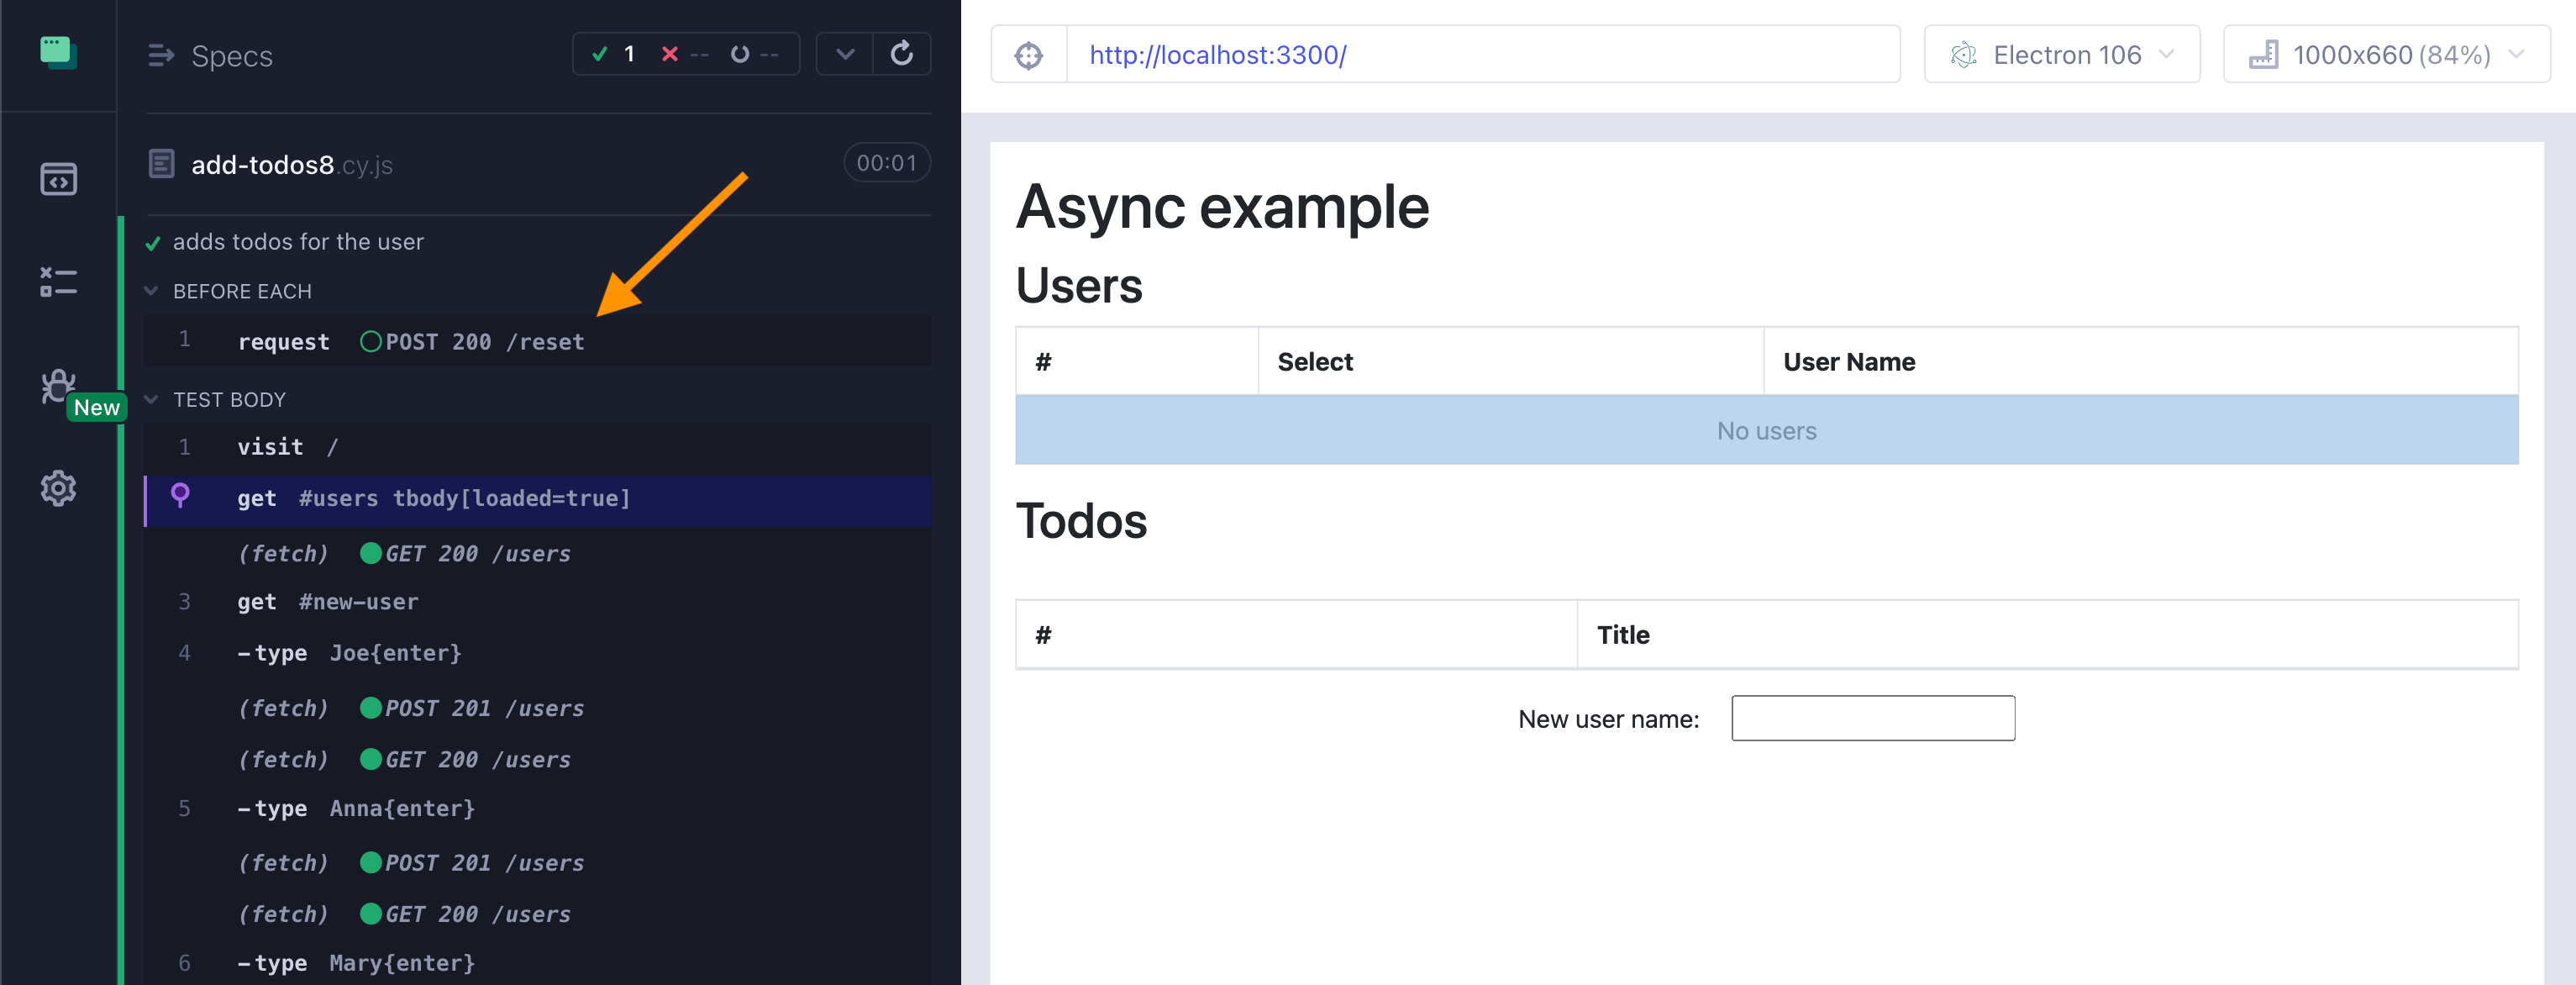 Specs
1 -- --
add-todos8.cy.js
00:01
adds todos for the user
BEFORE EACH
1 request POST 200 /reset
New
TEST BODY
1 visit /
get #users tbody[loaded=true]
(fetch) GET 200 /users
3 get #new-user
4 -type Joe{enter}
(fetch) POST 201 /users
(fetch) GET 200 /users
5 -type Anna{enter}
(fetch) POST 201 /users
(fetch) GET 200 /users
6 -type Mary{enter}
http://localhost:3300/
Electron 106
1000x660 (84%)
Async example
Users
# Select User Name
No users
Todos
# Title
New user name: